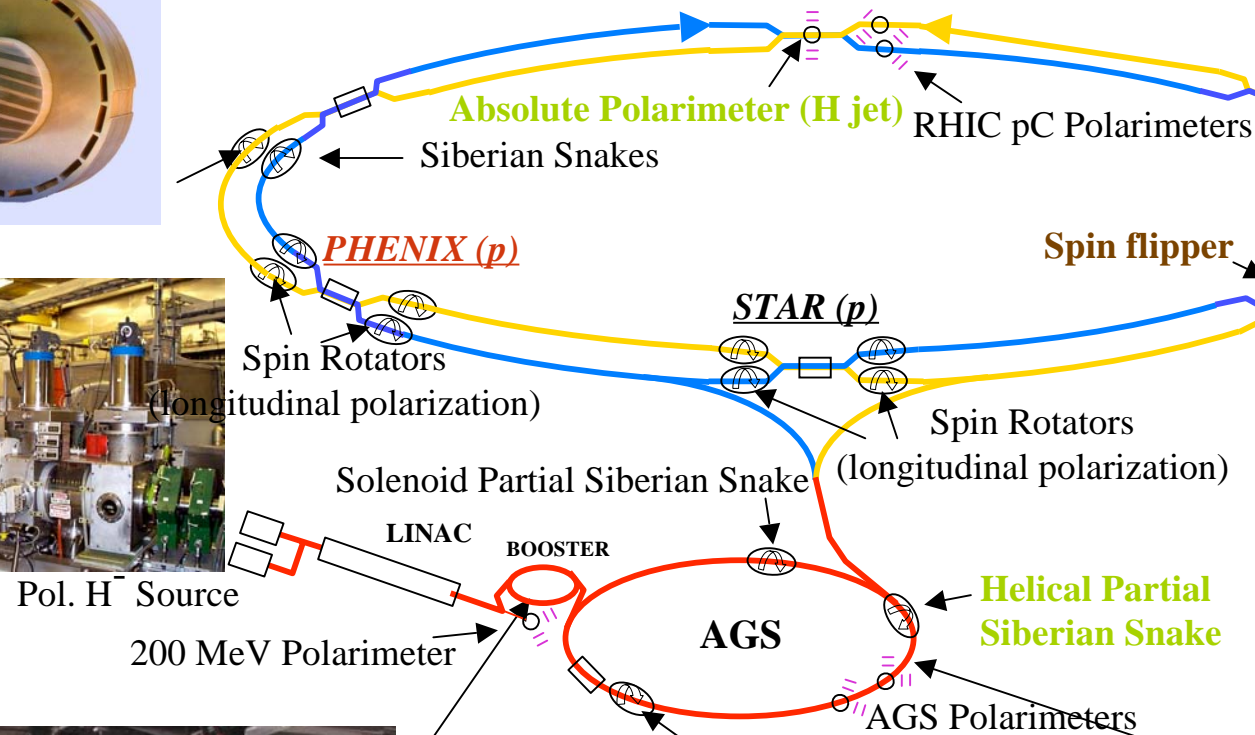 Absolute Polarimeter (H jet)
RHIC pC Polarimeters
Siberian Snakes
PHENIX (p)
Spin flipper
STAR (p)
Spin Rotators
(longitudinal polarization)
Spin Rotators
(longitudinal polarization)
Solenoid Partial Siberian Snake
LINAC
BOOSTER
Pol. H⁻ Source
200 MeV Polarimeter
AGS
Helical Partial
Siberian Snake
AGS Polarimeters